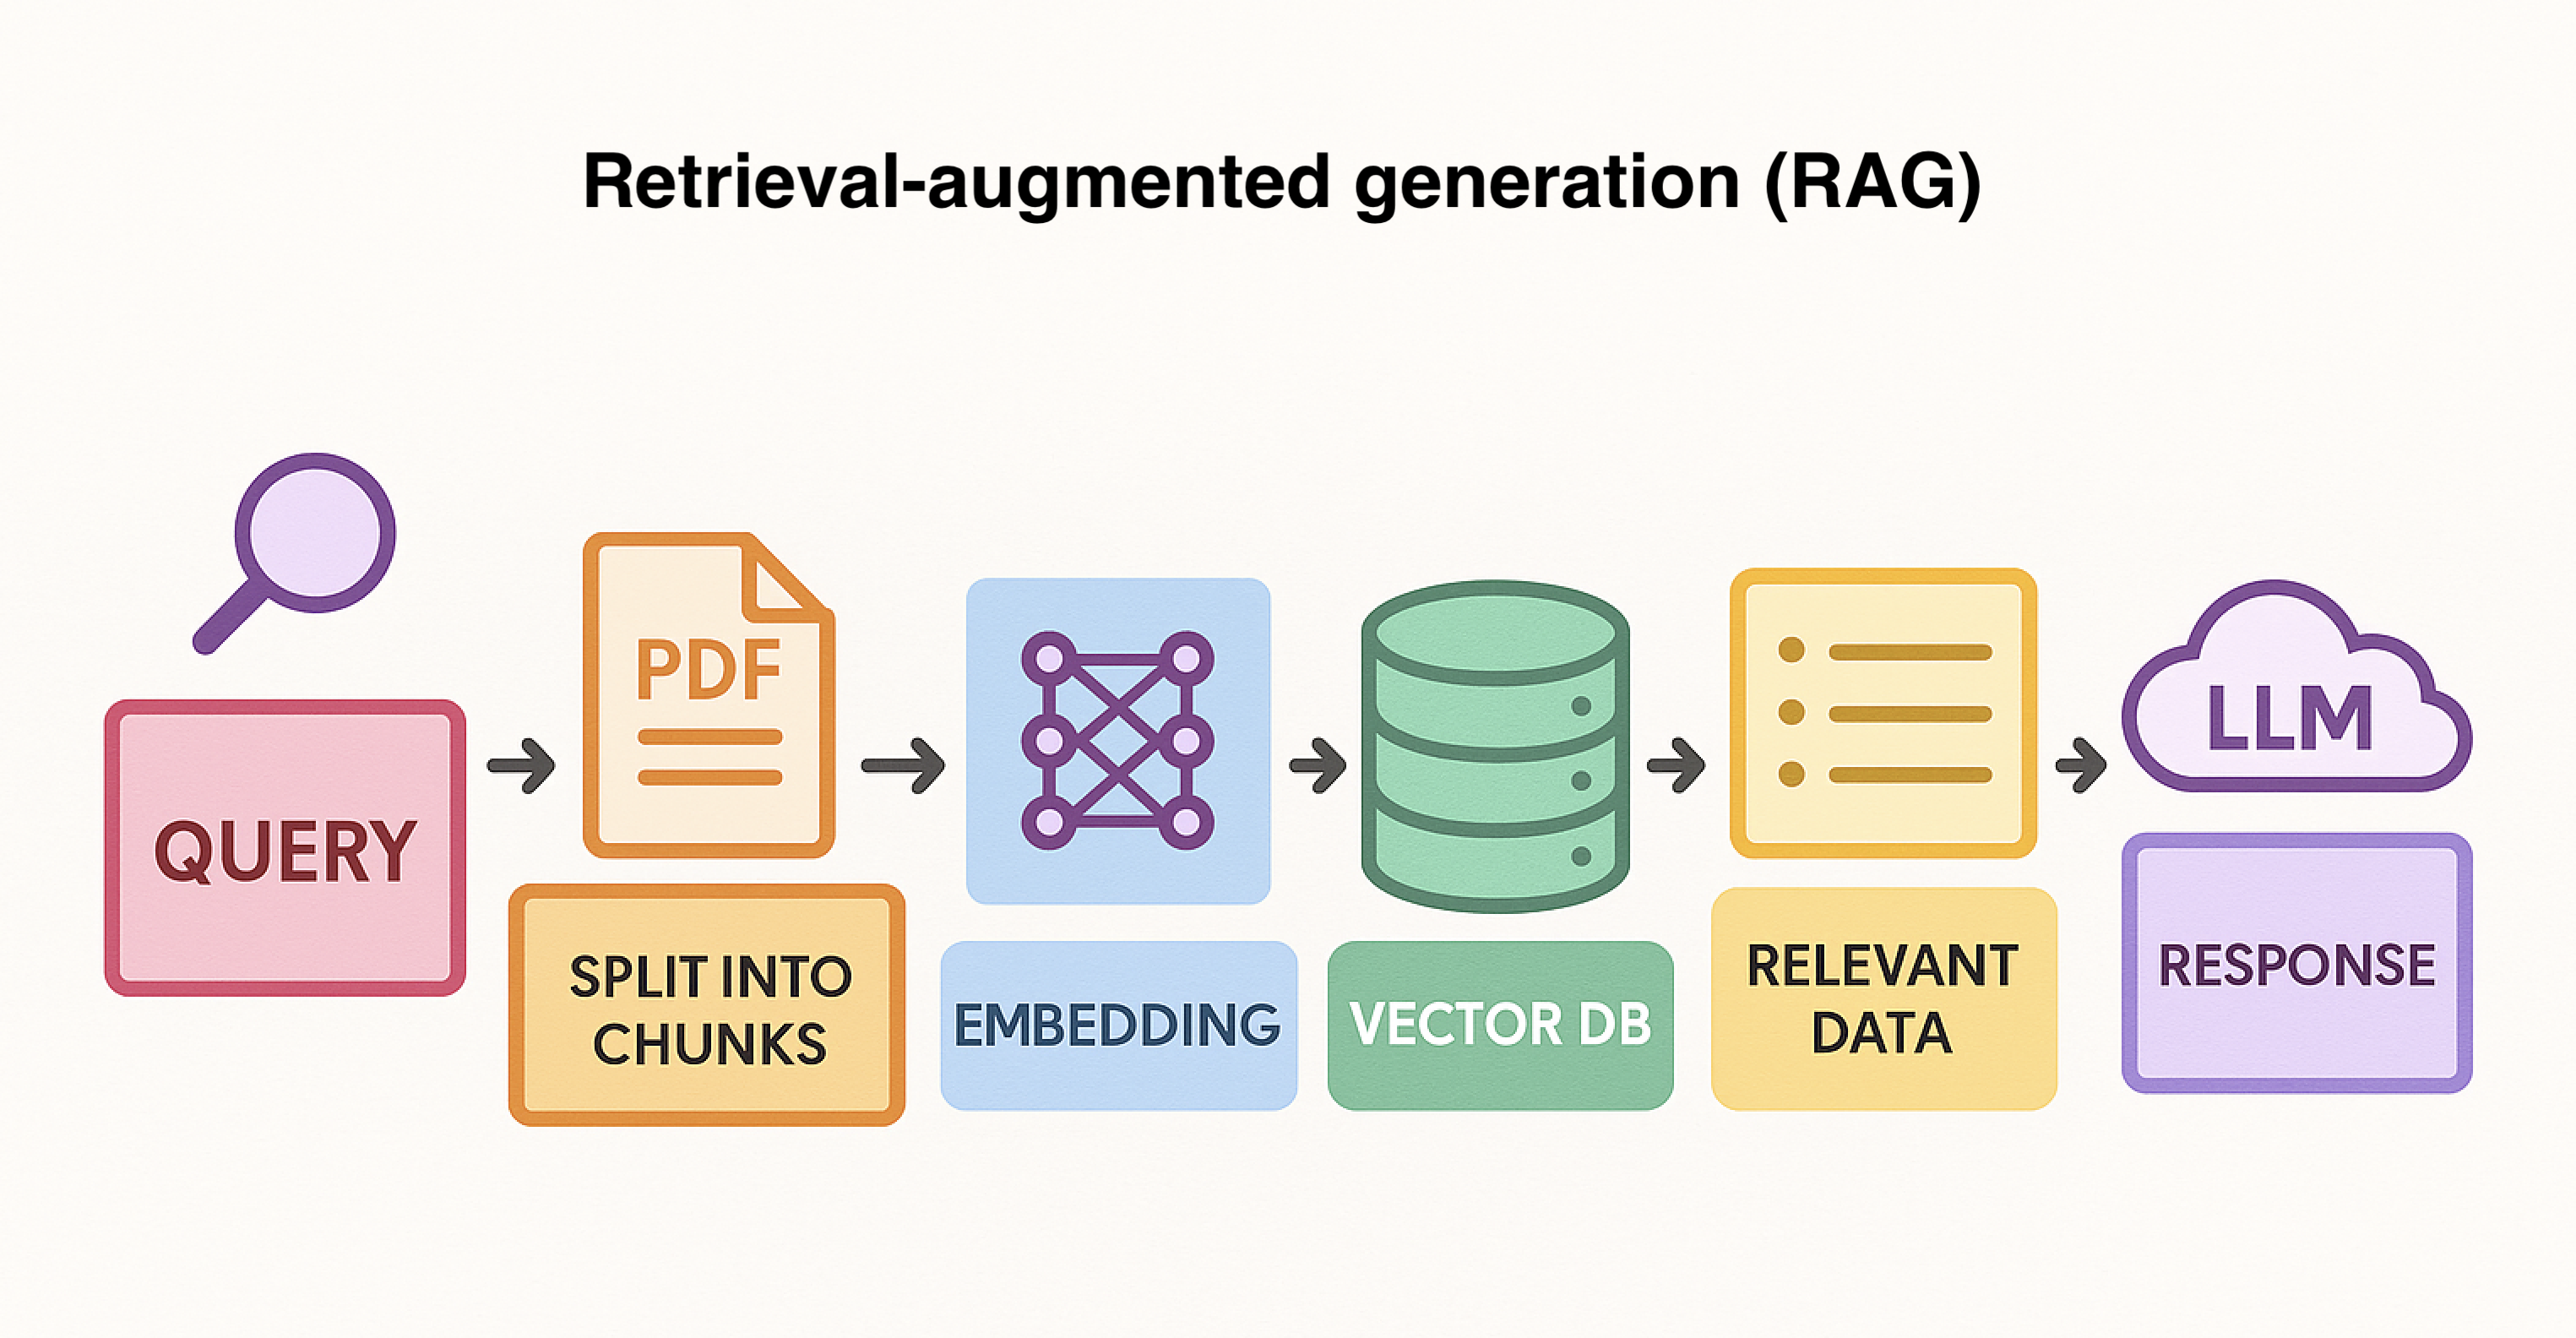 Retrieval-augmented generation (RAG)
QUERY
PDF
SPLIT INTO
CHUNKS
EMBEDDING
VECTOR DB
RELEVANT
DATA
LLM
RESPONSE